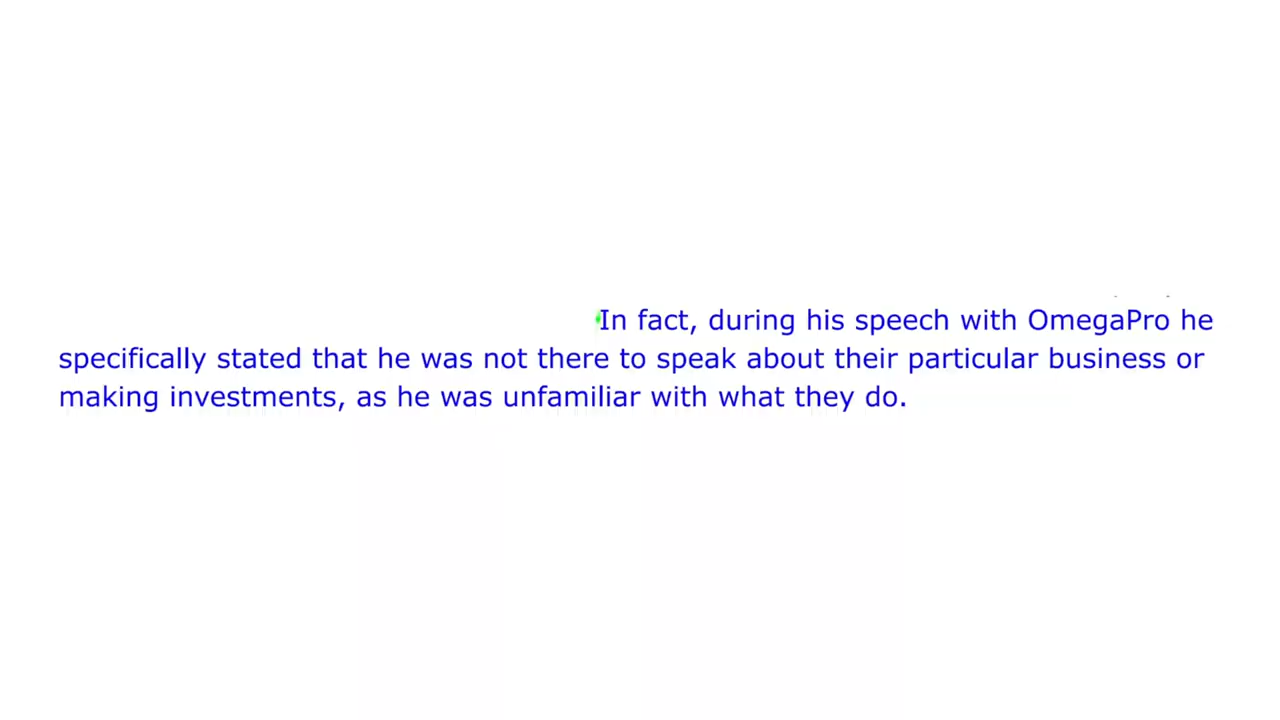 In fact, during his speech with OmegaPro he
specifically stated that he was not there to speak about their particular business or
making investments, as he was unfamiliar with what they do.